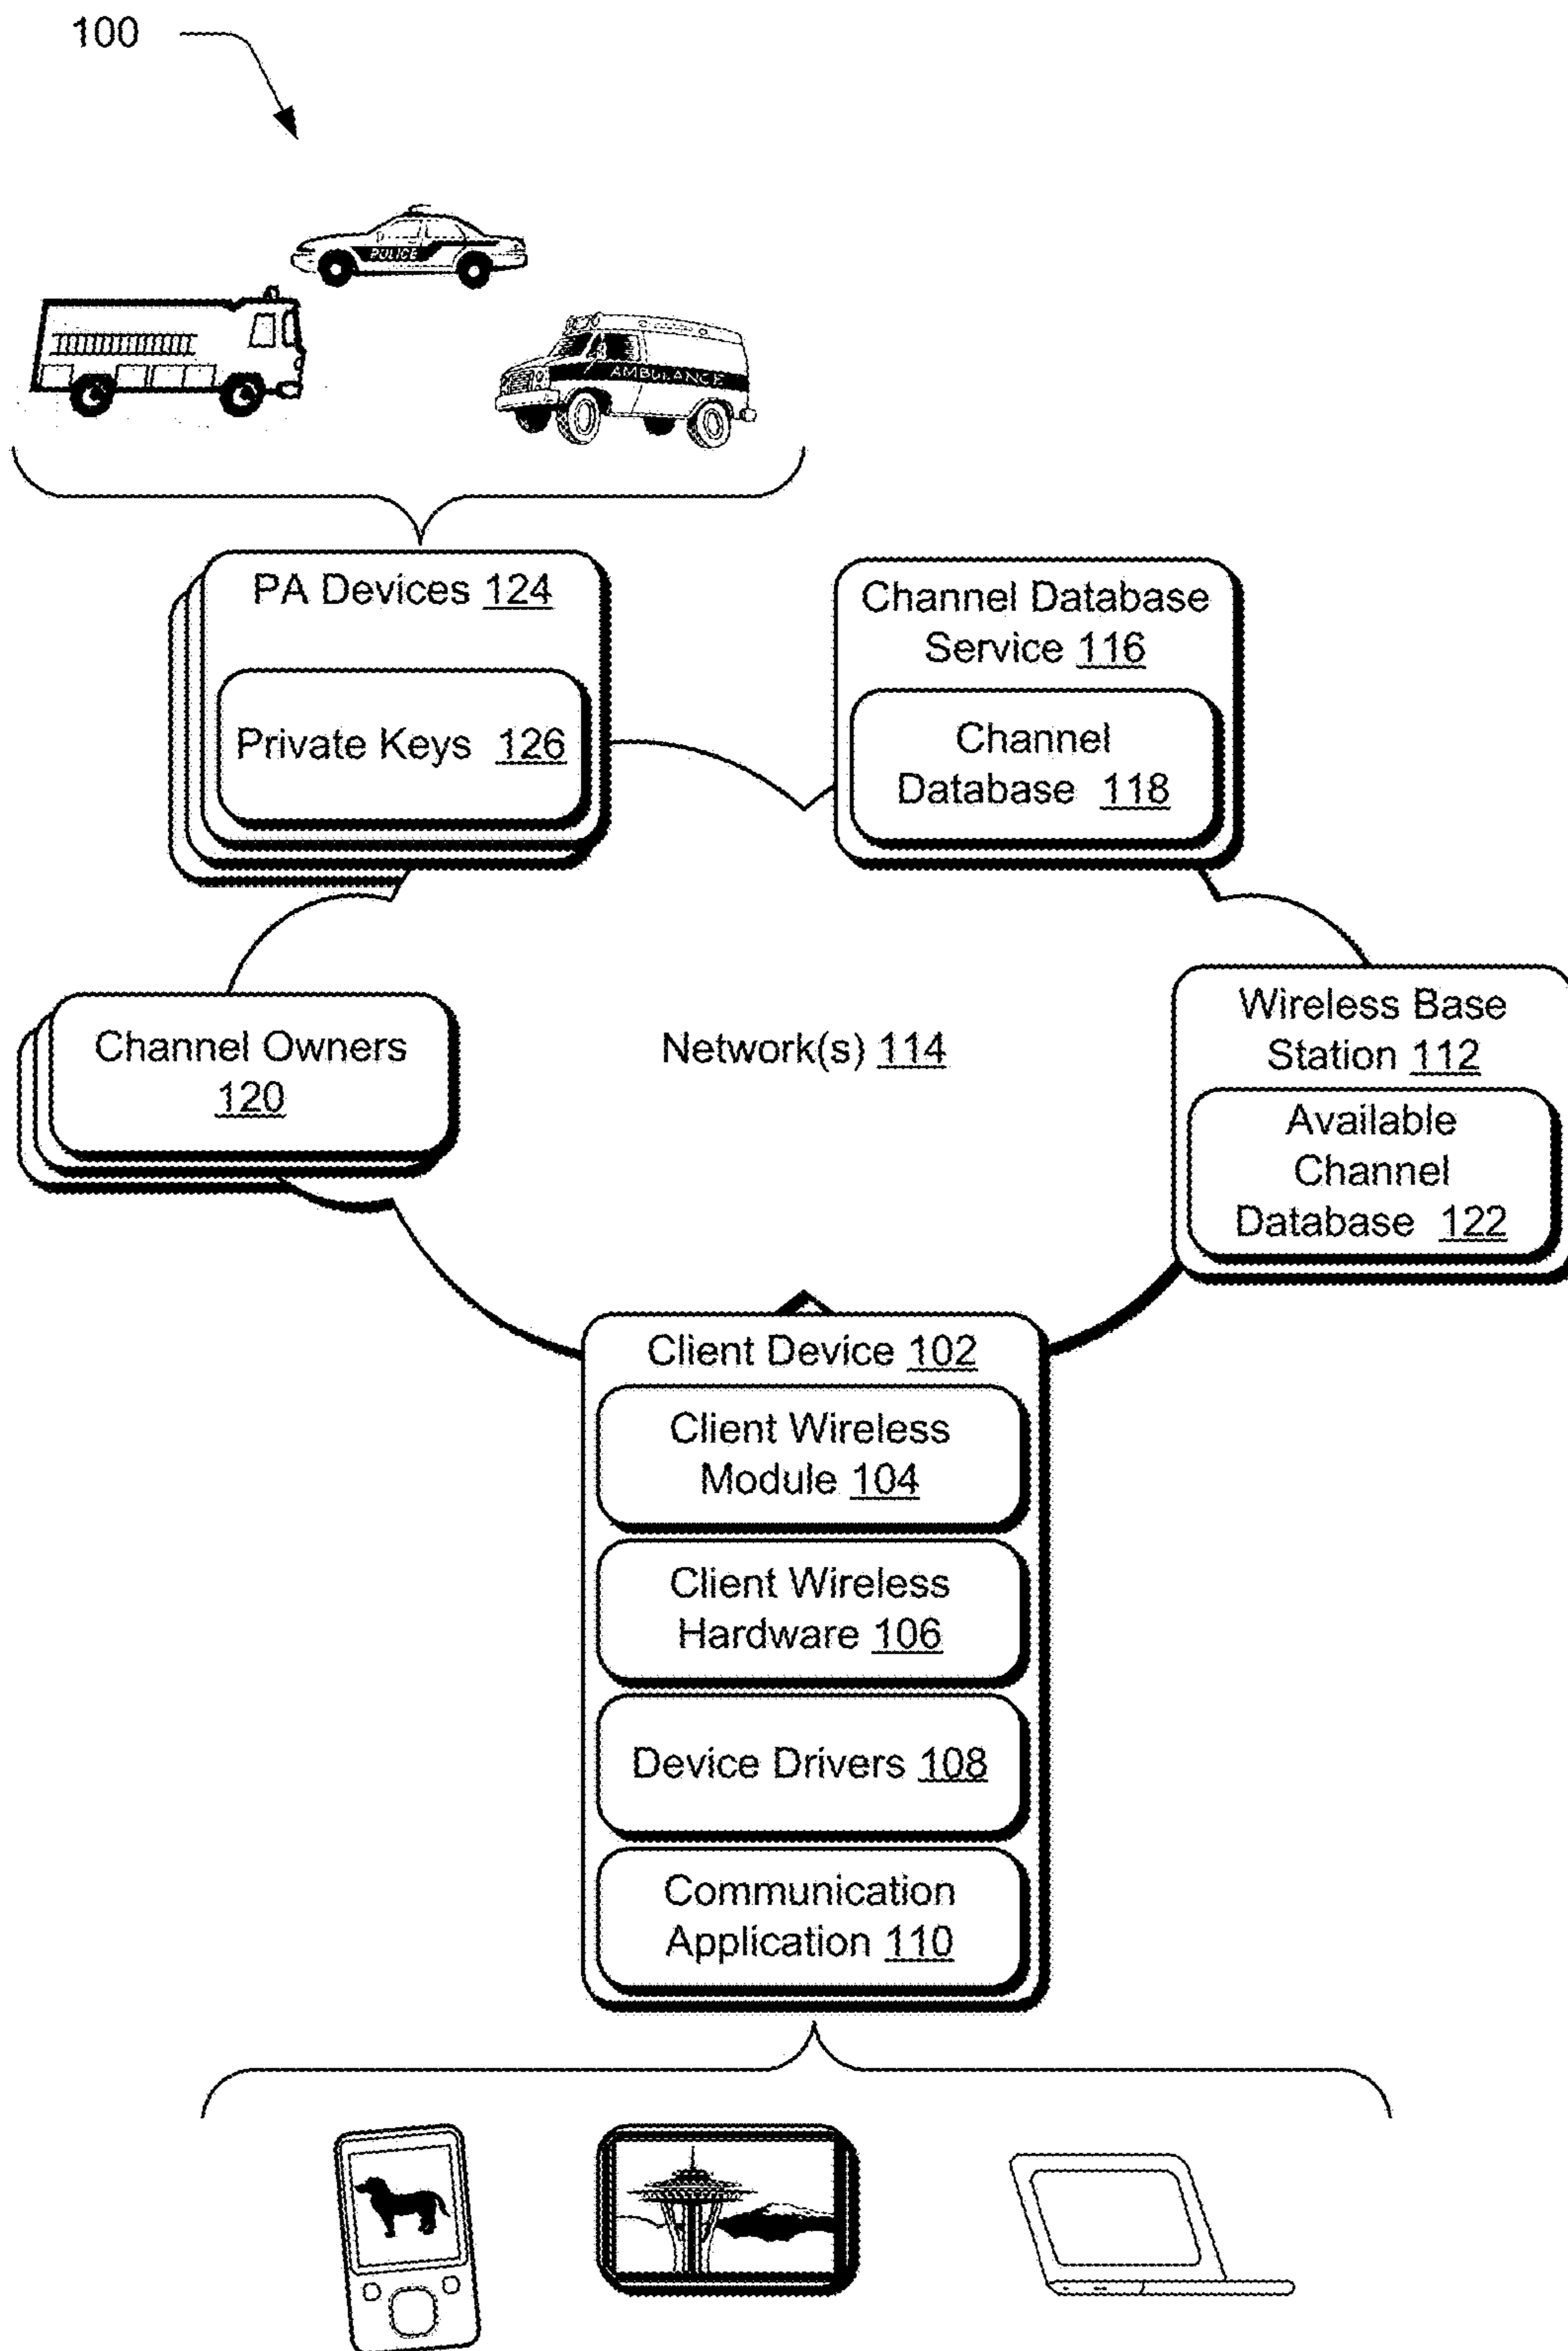 100
POLICE
AMBULANCE
PA Devices 124
Private Keys 126
Channel Database
Service 116
Channel
Database 118
Channel Owners
120
Network(s) 114
Wireless Base
Station 112
Available
Channel
Database 122
Client Device 102
Client Wireless
Module 104
Client Wireless
Hardware 106
Device Drivers 108
Communication
Application 110